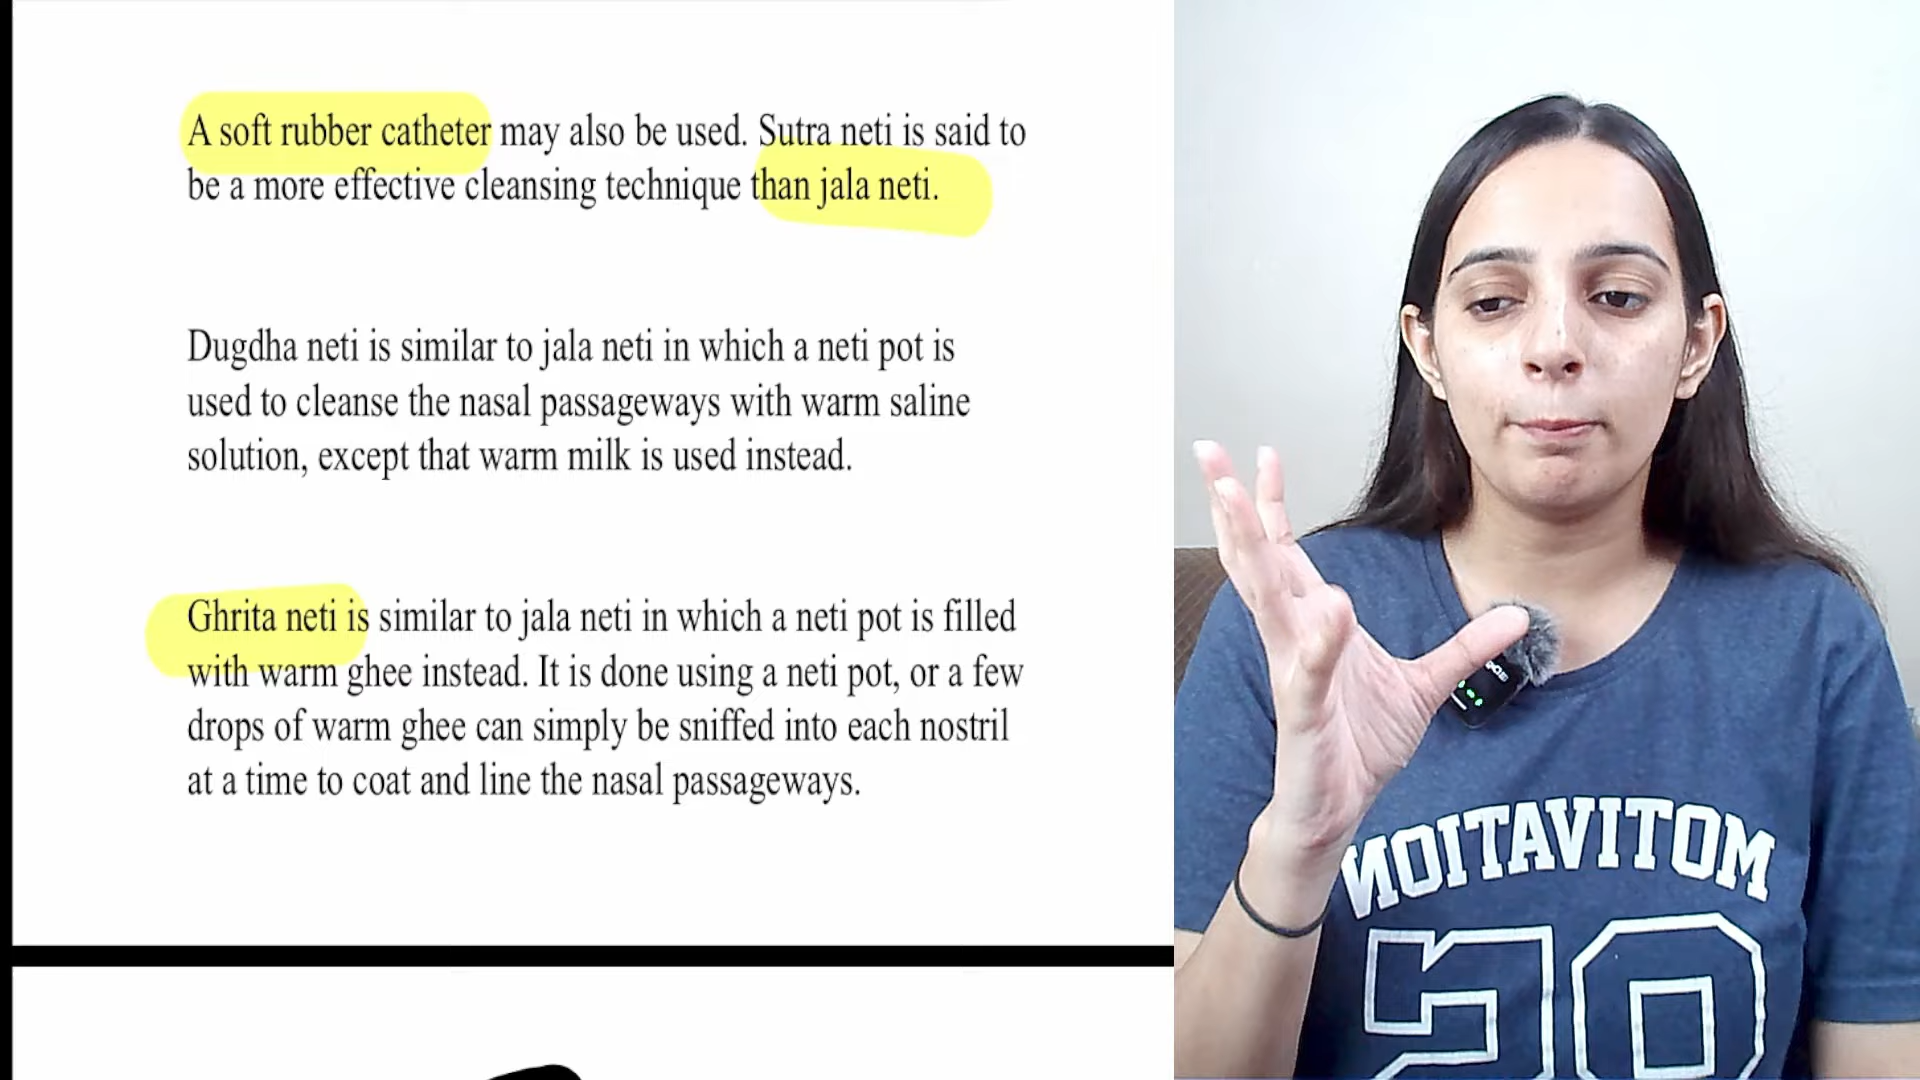 A soft rubber catheter may also be used. Sutra neti is said to
be a more effective cleansing technique than jala neti.
Dugdha neti is similar to jala neti in which a neti pot is
used to cleanse the nasal passageways with warm saline
solution, except that warm milk is used instead.
Ghrita neti is similar to jala neti in which a neti pot is filled
with warm ghee instead. It is done using a neti pot, or a few
drops of warm ghee can simply be sniffed into each nostril
at a time to coat and line the nasal passageways.
MOTIVATION